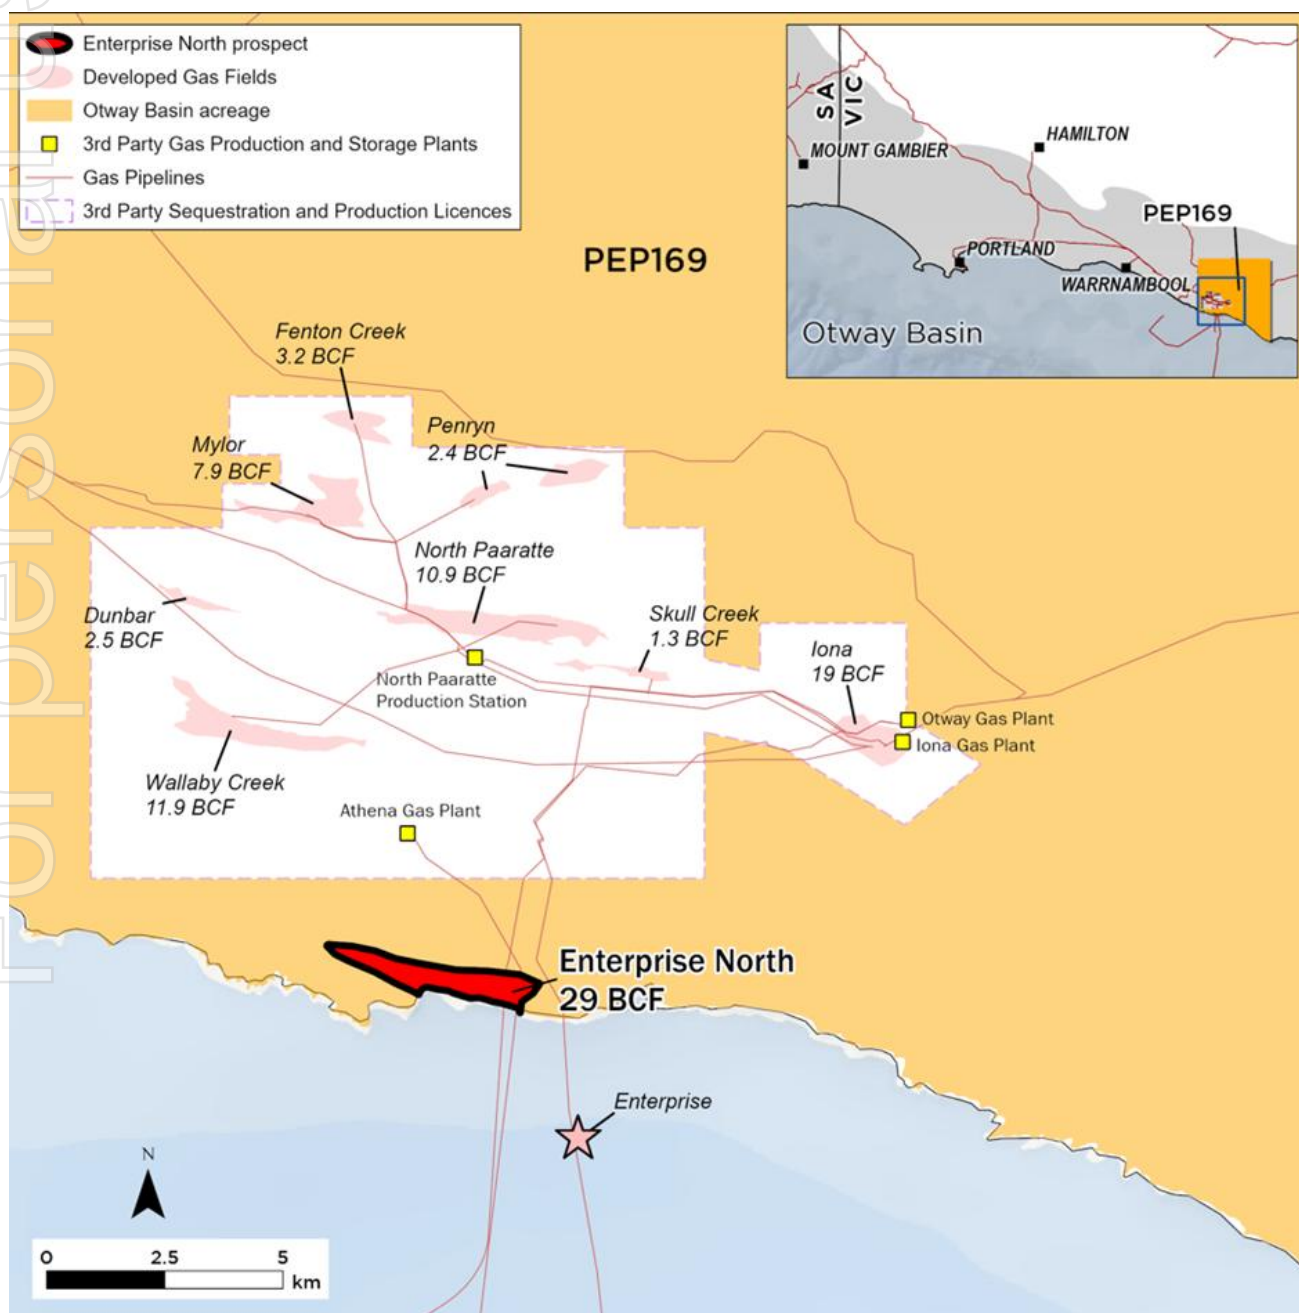 Enterprise North prospect
Developed Gas Fields
Otway Basin acreage
3rd Party Gas Production and Storage Plants
Gas Pipelines
3rd Party Sequestration and Production Licences
SA
VIC
HAMILTON
MOUNT GAMBIER
PEP169
PORTLAND
WARRNAMBOOL
Otway Basin
PEP169
Fenton Creek
3.2 BCF
Penryn
2.4 BCF
Mylor
7.9 BCF
North Paaratte
10.9 BCF
Dunbar
2.5 BCF
Skull Creek
1.3 BCF
Iona
19 BCF
North Paaratte
Production Station
Otway Gas Plant
Iona Gas Plant
Wallaby Creek
11.9 BCF
Athena Gas Plant
Enterprise North
29 BCF
Enterprise
N
0 2.5 5
km
For personal us